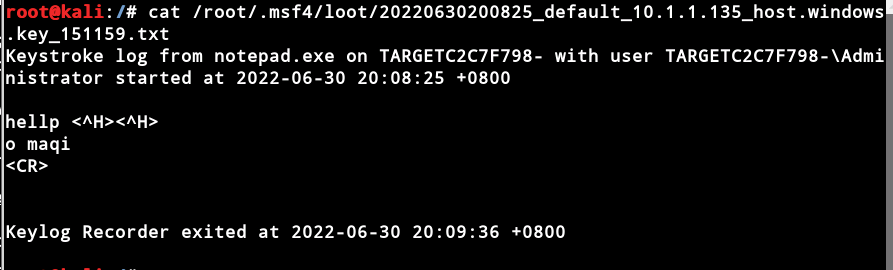 root@kali:/# cat /root/.msf4/loot/20220630200825_default_10.1.1.135_host.windows
.key_151159.txt
Keystroke log from notepad.exe on TARGETC2C7F798- with user TARGETC2C7F798-\Admi
nistrator started at 2022-06-30 20:08:25 +0800
hellp <^H><^H>
o maqi
<CR>
Keylog Recorder exited at 2022-06-30 20:09:36 +0800